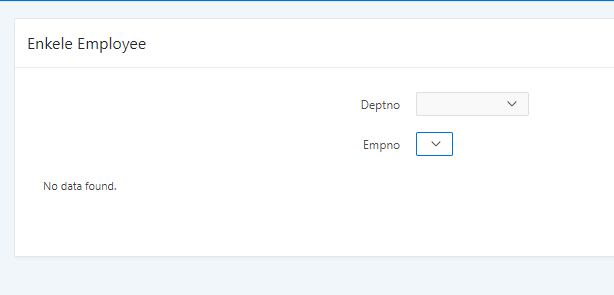 Enkele Employee
Deptno
Empno
No data found.